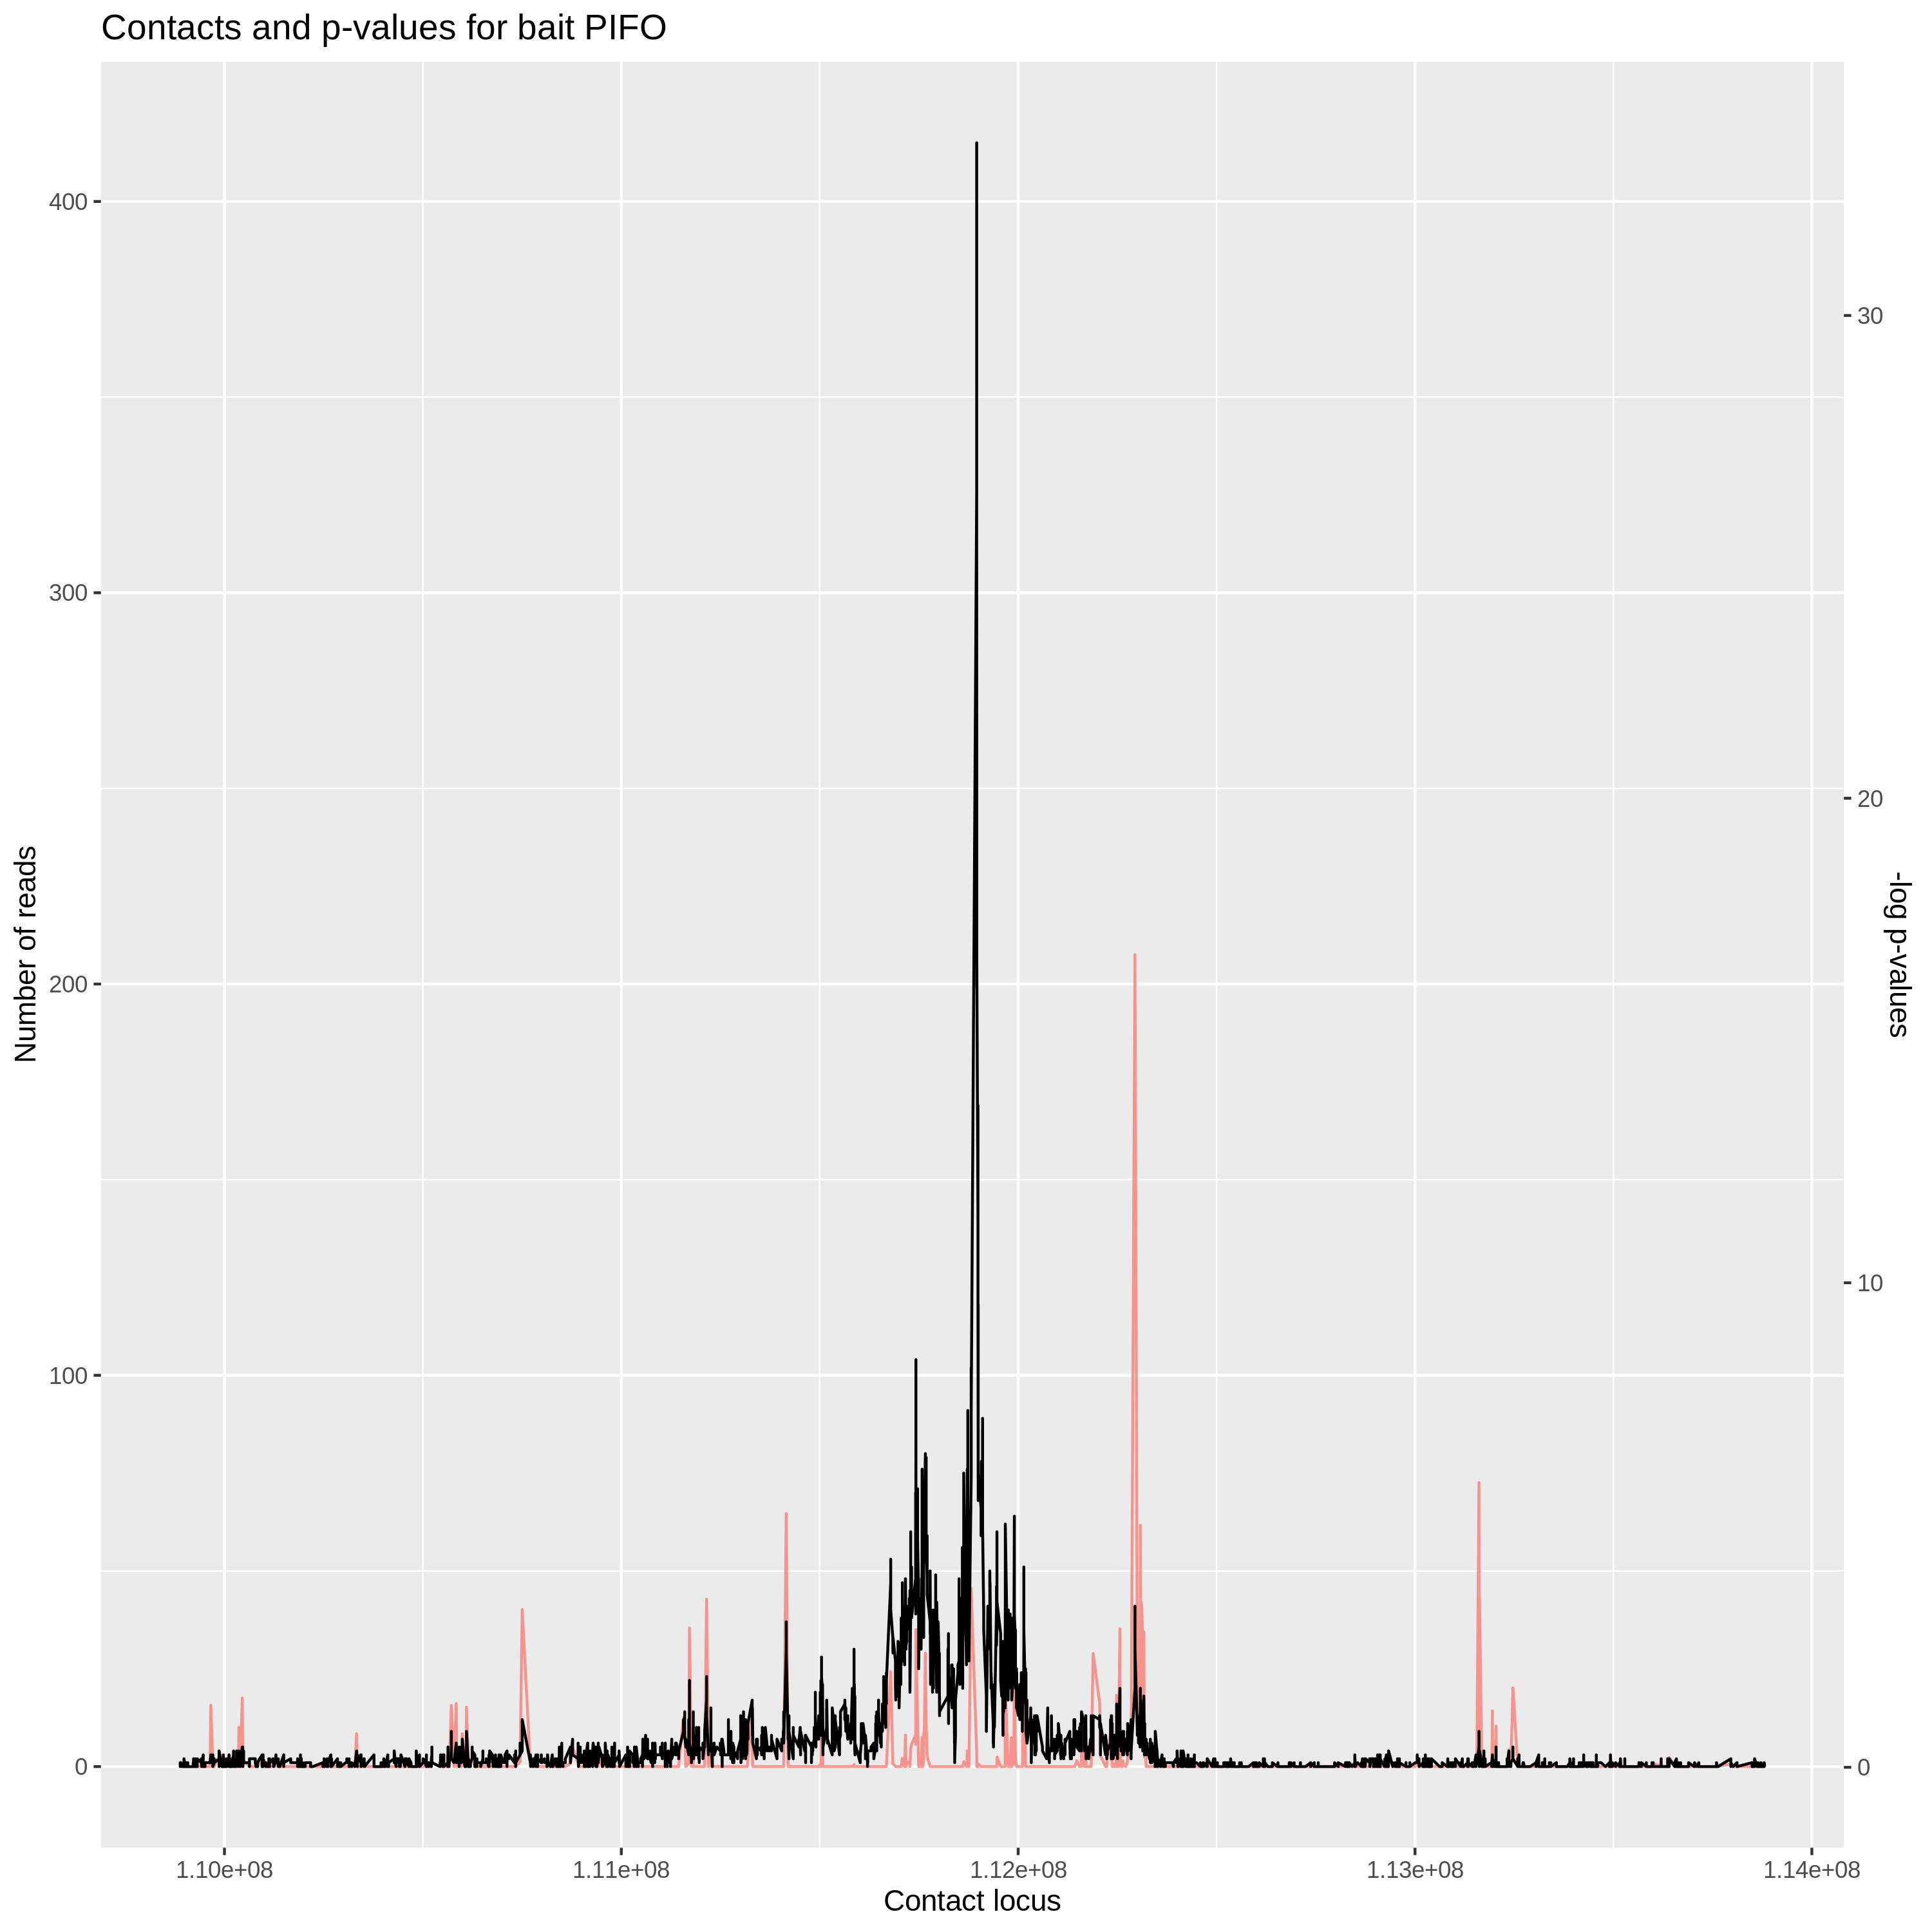 Contacts and p-values for bait PIFO
400
300
200
100
0
Number of reads
30
20
10
0
-log p-values
1.10e+08 1.11e+08 1.12e+08 1.13e+08 1.14e+08
Contact locus